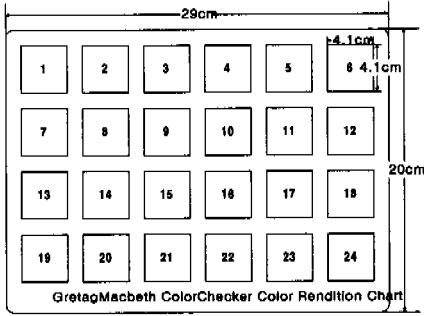 29cm
4.1cm
1 2 3 4 5 6 4.1cm
7 8 9 10 11 12
20cm
13 14 15 16 17 18
19 20 21 22 23 24
GretagMacbeth ColorChecker Color Rendition Chart